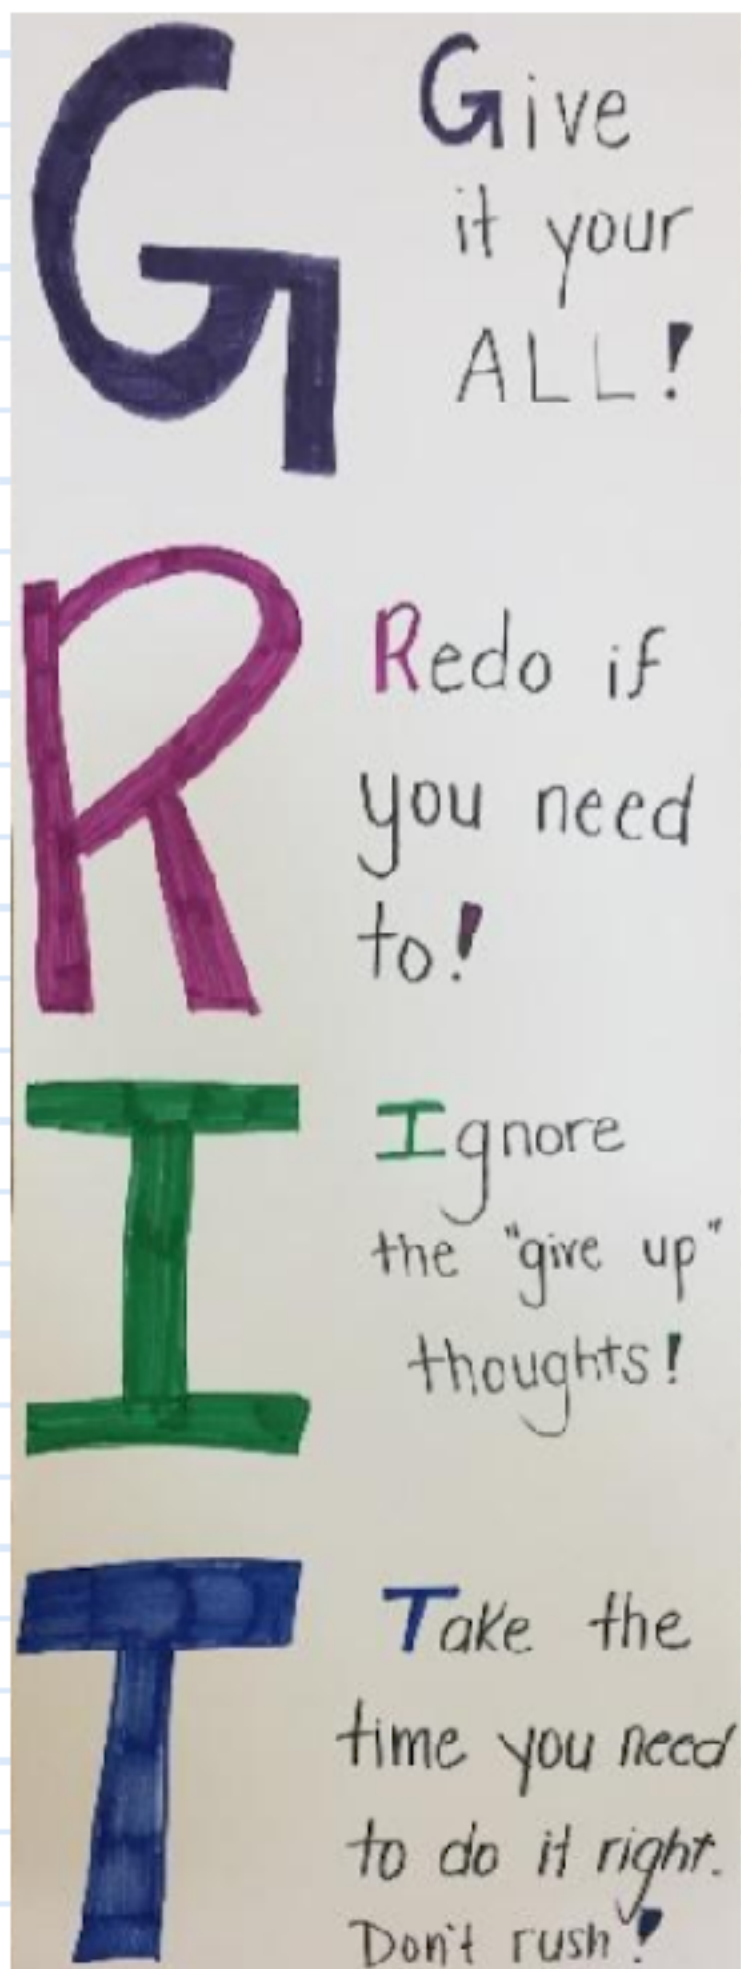 G
Give
it your
ALL!
R
Redo if
you need
to!
I
Ignore
the "give up"
thoughts!
T
Take the
time you need
to do it right.
Don't rush!